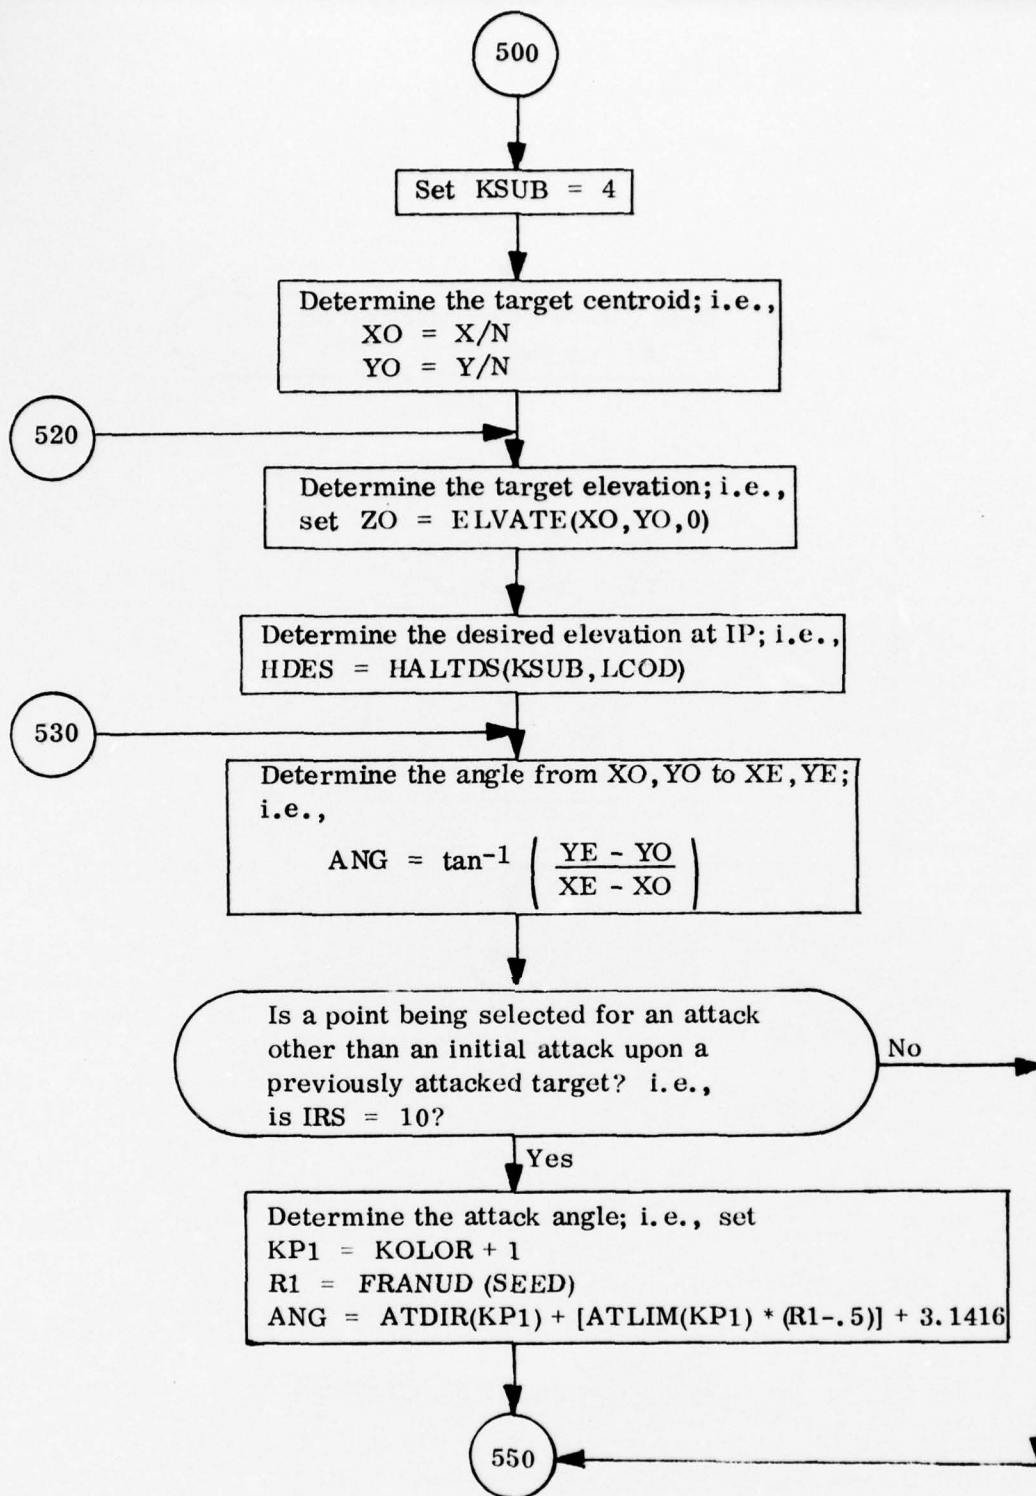 500
Set KSUB = 4
Determine the target centroid; i.e.,
XO = X/N
YO = Y/N
520
Determine the target elevation; i.e.,
set ZO = ELVATE(XO,YO,0)
Determine the desired elevation at IP; i.e.,
HDES = HALTDS(KSUB,LCOD)
530
Determine the angle from XO,YO to XE,YE;
i.e.,
ANG = tan⁻¹ ( YE - YO / XE - XO )
Is a point being selected for an attack
other than an initial attack upon a
previously attacked target? i.e.,
is IRS = 10?
No
Yes
Determine the attack angle; i.e., set
KP1 = KOLOR + 1
R1 = FRANUD (SEED)
ANG = ATDIR(KP1) + [ATLIM(KP1) * (R1-.5)] + 3.1416
550